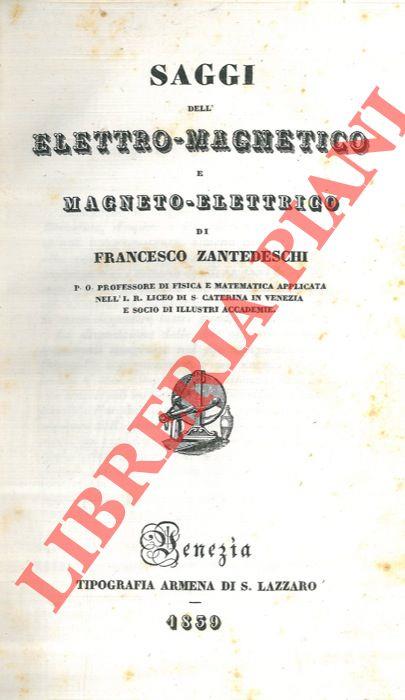 SAGGI
DELL'
ELETTRO-MAGNETICO
E
MAGNETO-ELETTRICO
DI
FRANCESCO ZANTEDESCHI
P. O. PROFESSORE DI FISICA E MATEMATICA APPLICATA
NELL'I. R. LICEO DI S. CATERINA IN VENEZIA
E SOCIO DI ILLUSTRI ACCADEMIE.
Venezia
TIPOGRAFIA ARMENA DI S. LAZZARO
1839
LIBRERIA PIANI